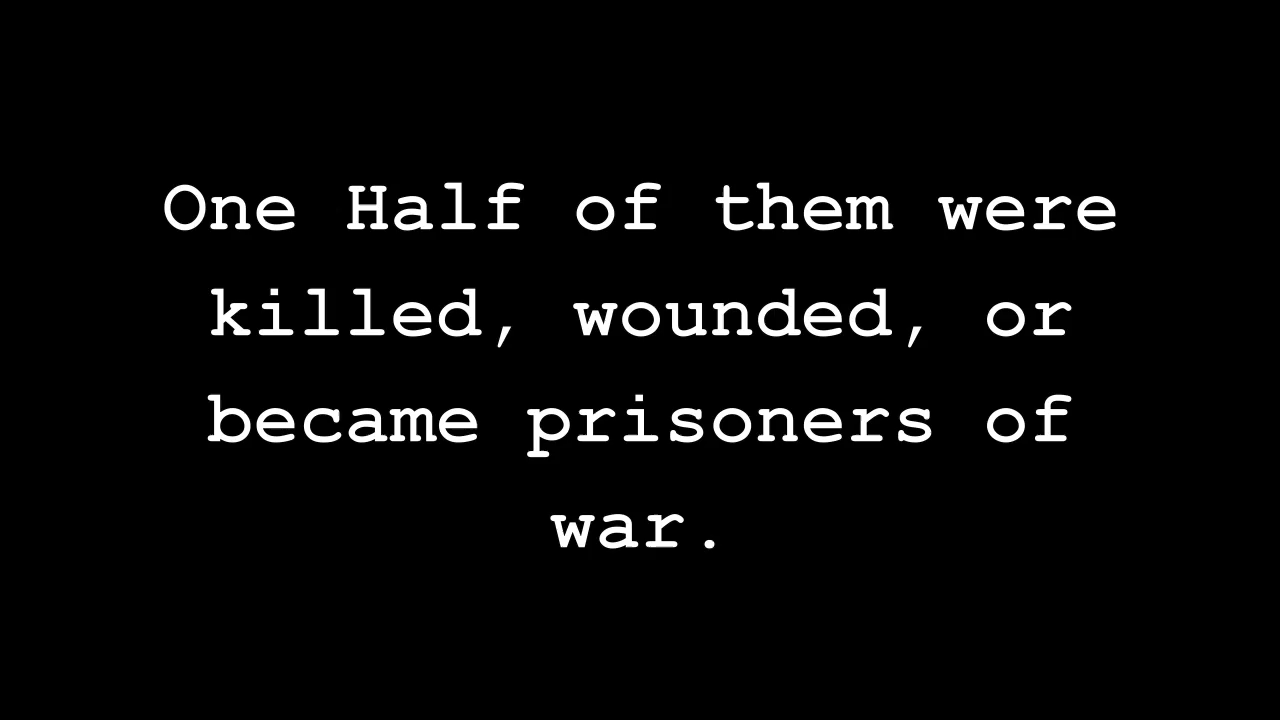 One Half of them were
killed, wounded, or
became prisoners of
war.